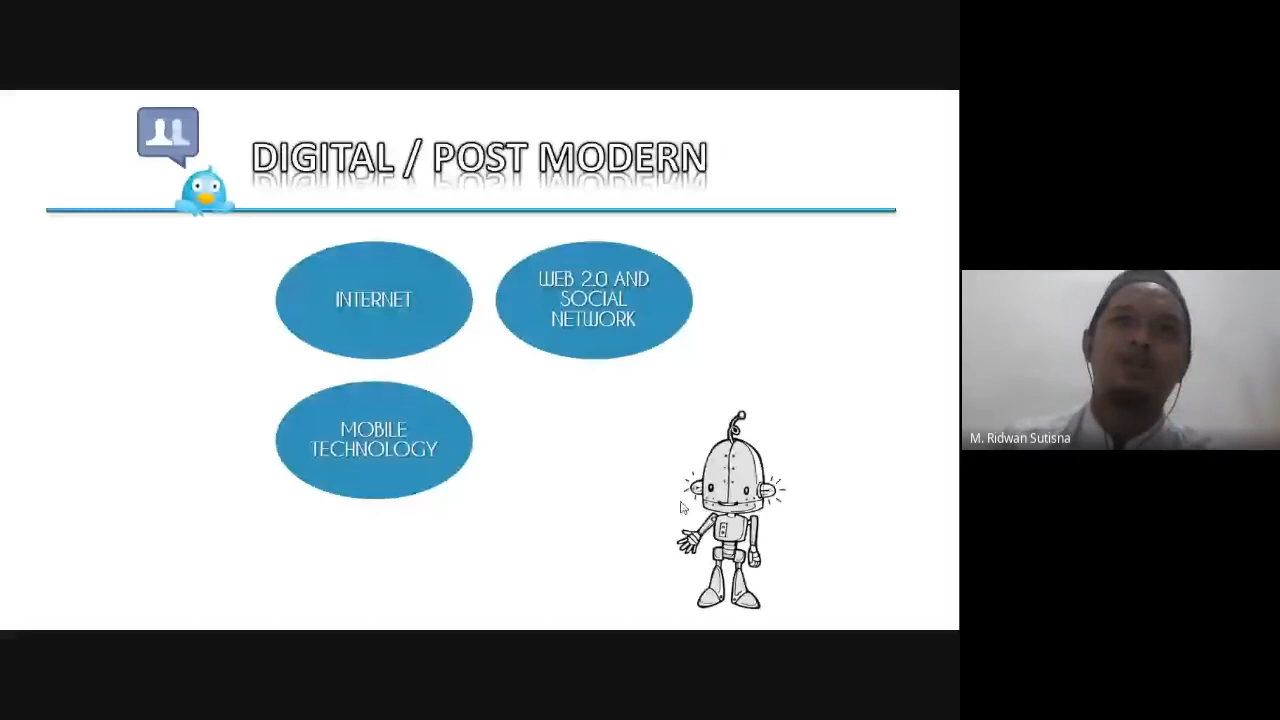 DIGITAL / POST MODERN
INTERNET
WEB 2.0 AND
SOCIAL
NETWORK
MOBILE
TECHNOLOGY
M. Ridwan Sutisna